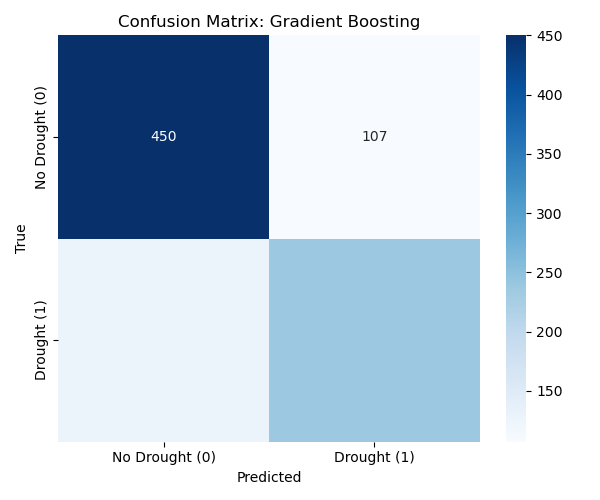 Confusion Matrix: Gradient Boosting
True
No Drought (0)
Drought (1)
450
107
No Drought (0)
Drought (1)
Predicted
450
400
350
300
250
200
150